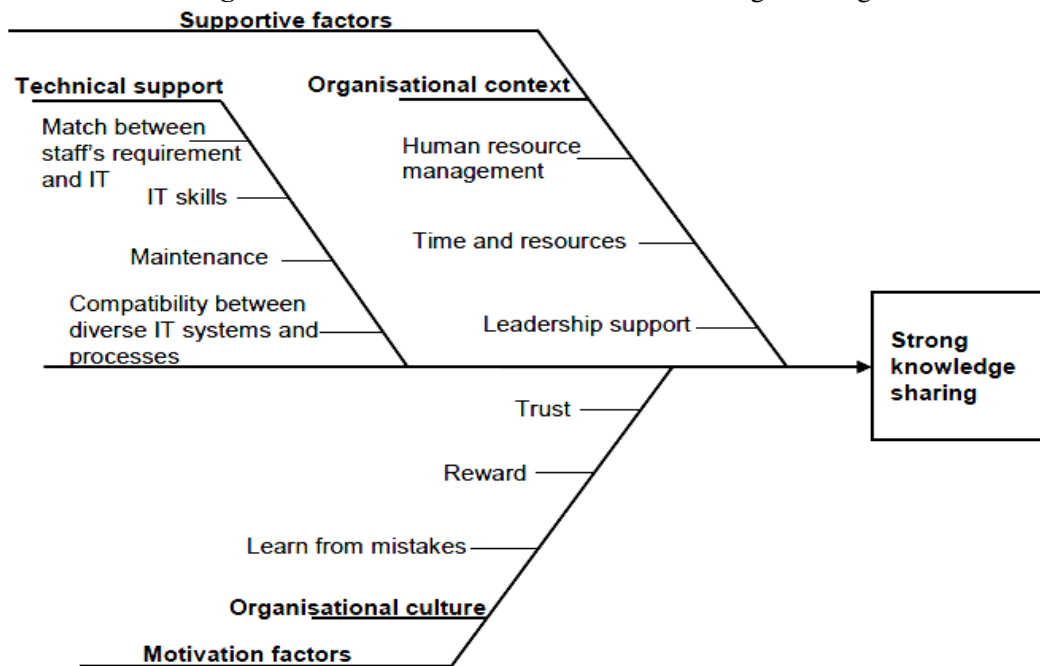 Supportive factors
Technical support
Organisational context
Match between
staff's requirement
and IT
IT skills
Maintenance
Compatibility between
diverse IT systems and
processes
Human resource
management
Time and resources
Leadership support
Strong
knowledge
sharing
Trust
Reward
Learn from mistakes
Organisational culture
Motivation factors